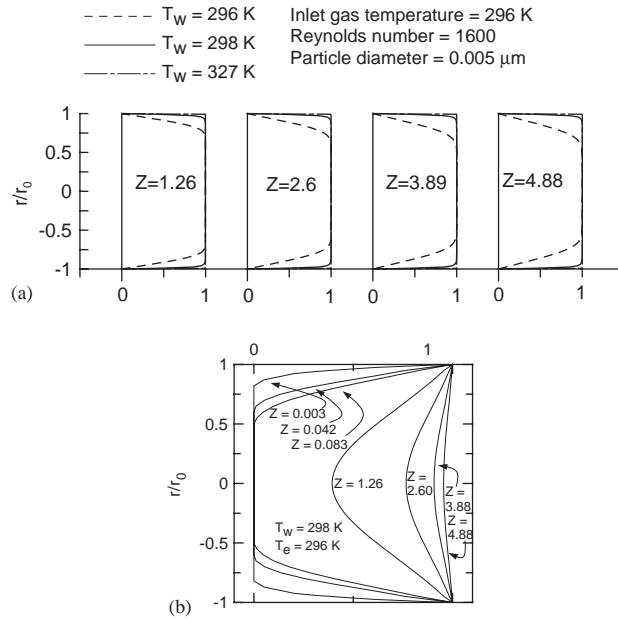 T_w = 296 K
T_w = 298 K
T_w = 327 K
Inlet gas temperature = 296 K
Reynolds number = 1600
Particle diameter = 0.005 μm
r/r_0
1
0.5
0
-0.5
-1
Z=1.26
Z=2.6
Z=3.89
Z=4.88
(a)
0 1 0 1 0 1 0 1
0 1
r/r_0
1
0.5
0
-0.5
-1
Z = 0.003
Z = 0.042
Z = 0.083
Z = 1.26
Z =
2.60
Z =
3.88
Z =
4.88
T_w = 298 K
T_e = 296 K
(b)